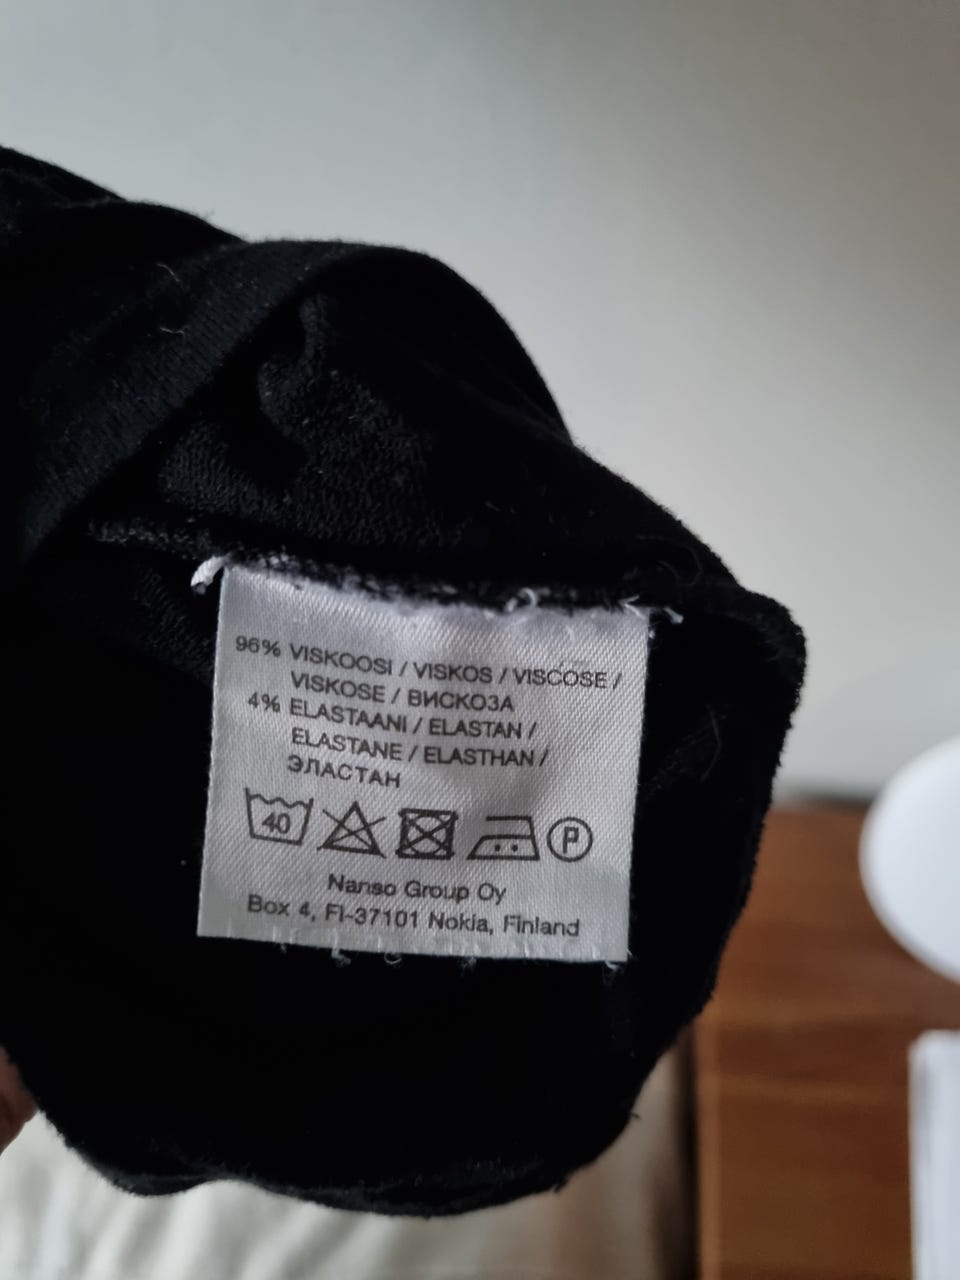 96% VISKOOSI / VISKOS / VISCOSE /
VISKOSE / ВИСКОЗА
4% ELASTAANI / ELASTAN /
ELASTANE / ELASTHAN /
ЭЛАСТАН
40 P
Nanso Group Oy
Box 4, FI-37101 Nokia, Finland